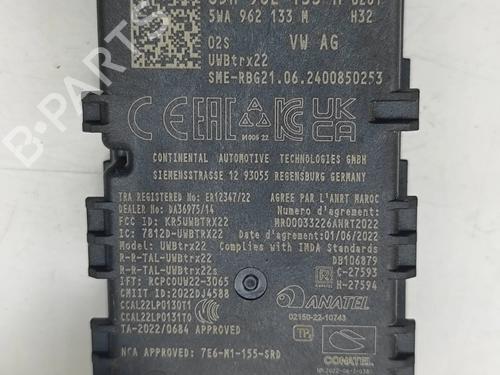 5WA 962 133 M H32
02S VW AG
UWBtrx22
SME-RBG21.06.2400850253
CE EAC UK CA
CONTINENTAL AUTOMOTIVE TECHNOLOGIES GMBH
SIEMENSSTRASSE 12 93055 REGENSBURG GERMANY
TRA REGISTERED No: ER12347/22
DEALER No: DA36975/14
FCC ID: KR5UWBTRX22
IC: 7812D-UWBTRX22
Model: UWBtrx22
R-R-TAL-UWBtrx22
R-R-TAL-UWBtrx22s
IFT: RCPCOUW22-3065
CMIIT ID:2022DJ4588
CCAL22LP0130T1
CCAL22LP0131T0
TA-2022/0684 APPROVED
NCA APPROVED: 7E6-M1-155-SRD
AGREE PAR L'ANRT MAROC
Numero d'agrement:
MR00033226ANRT2022
Date d'agrement: 01/06/2022
Complies with IMDA Standards
DB106879
C-27593
H-27594
ANATEL
02150-22-10743
TP
CONATEL
B-Parts